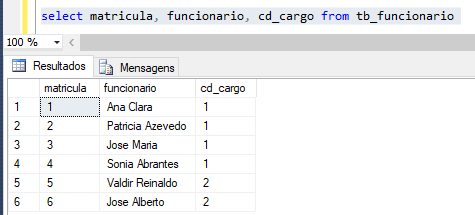 select matricula, funcionario, cd_cargo from tb_funcionario
100 %
Resultados Mensagens
matricula funcionario cd_cargo
1 1 Ana Clara 1
2 2 Patricia Azevedo 1
3 3 Jose Maria 1
4 4 Sonia Abrantes 1
5 5 Valdir Reinaldo 2
6 6 Jose Alberto 2